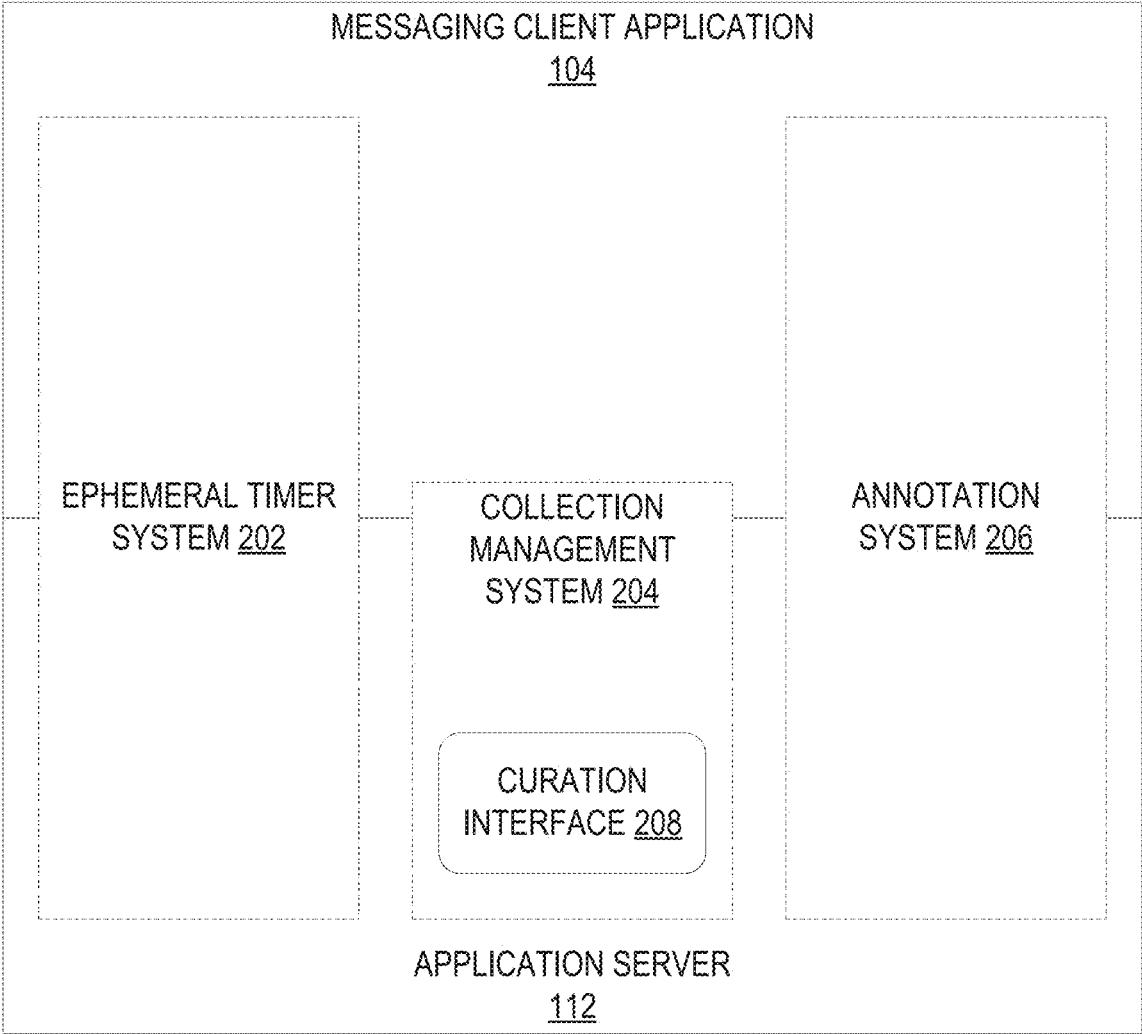 MESSAGING CLIENT APPLICATION
104
EPHEMERAL TIMER
SYSTEM 202
COLLECTION
MANAGEMENT
SYSTEM 204
CURATION
INTERFACE 208
ANNOTATION
SYSTEM 206
APPLICATION SERVER
112